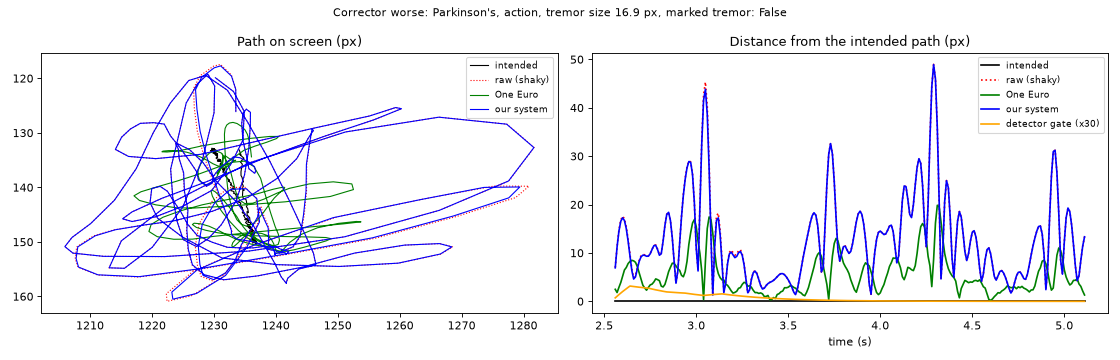 Corrector worse: Parkinson's, action, tremor size 16.9 px, marked tremor: False
Path on screen (px)
120
130
140
150
160
1210
1220
1230
1240
1250
1260
1270
1280
intended
raw (shaky)
One Euro
our system
Distance from the intended path (px)
50
40
30
20
10
0
2.5
3.0
3.5
4.0
4.5
5.0
time (s)
intended
raw (shaky)
One Euro
our system
detector gate (x30)